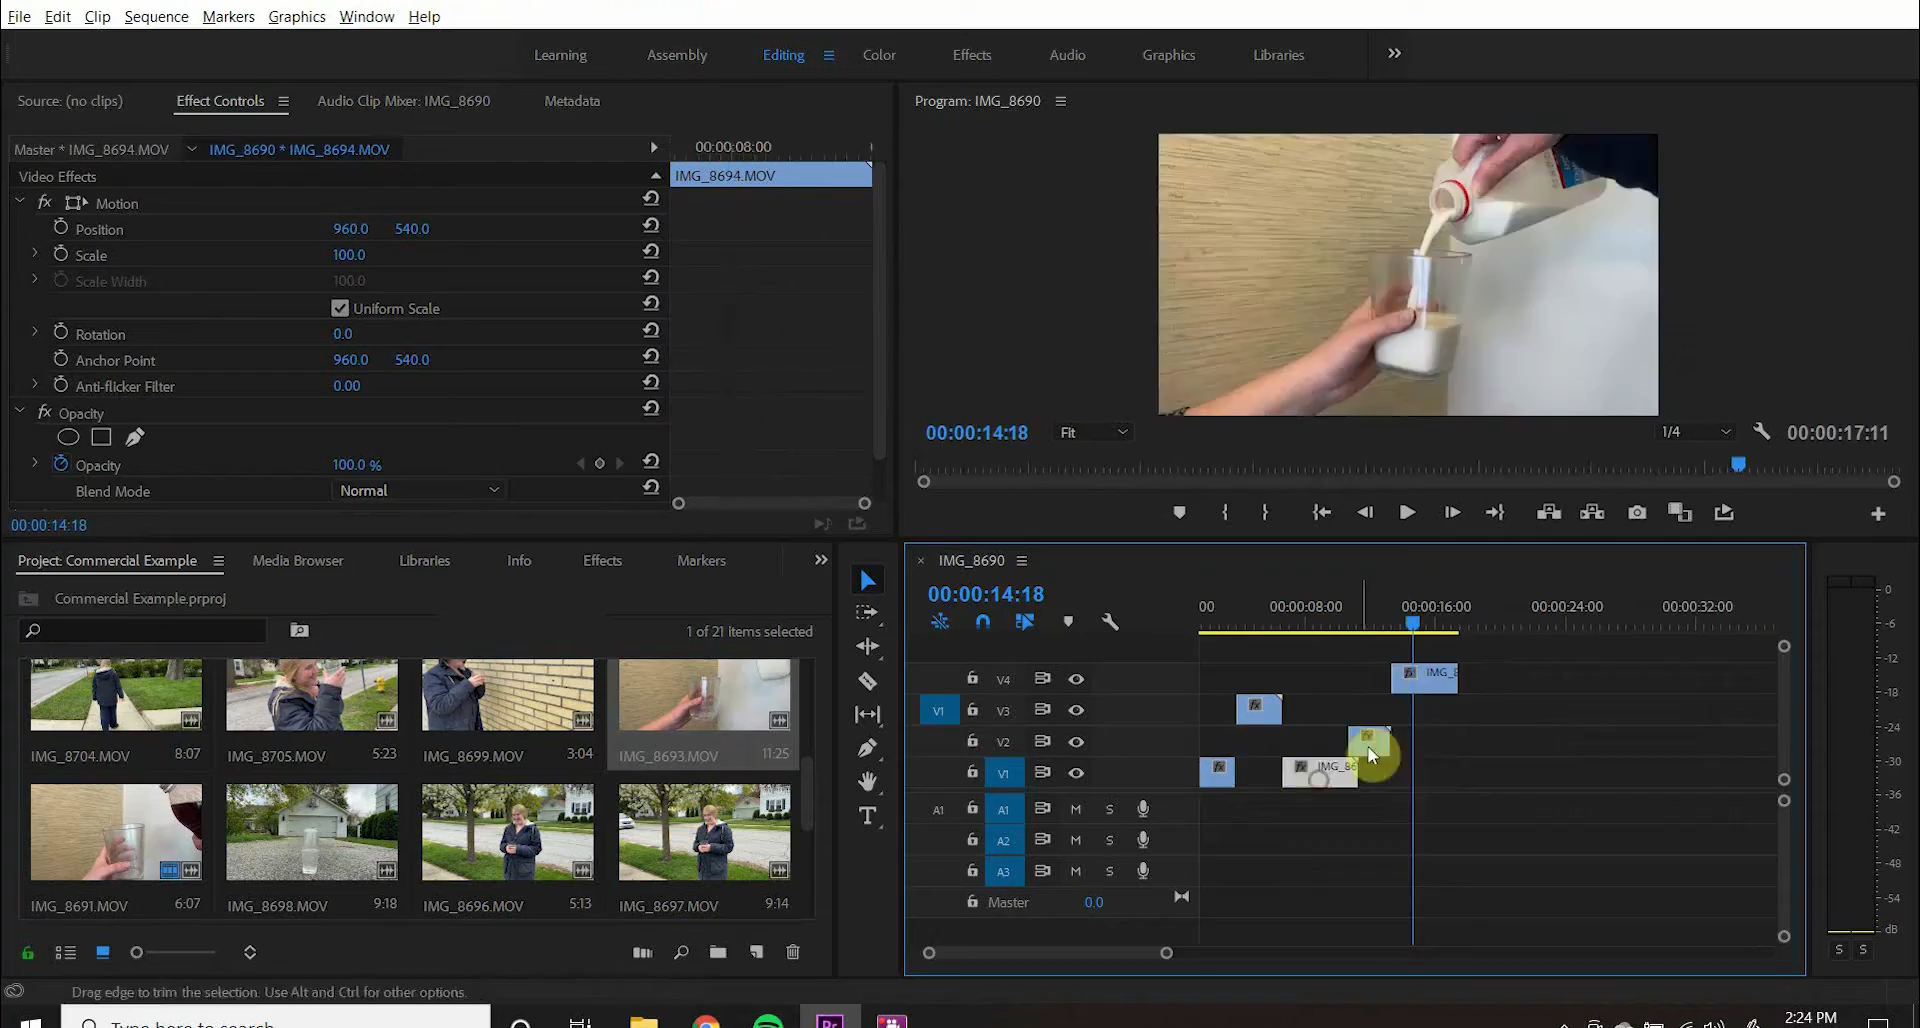 File Edit Clip Sequence Markers Graphics Window Help
Learning Assembly Editing Color Effects Audio Graphics Libraries
Source: (no clips) Effect Controls Audio Clip Mixer: IMG_8690 Metadata
Program: IMG_8690
Master * IMG_8694.MOV IMG_8690 * IMG_8694.MOV
00:00:08:00
Video Effects
IMG_8694.MOV
fx Motion
Position 960.0 540.0
Scale 100.0
Scale Width 100.0
Uniform Scale
Rotation 0.0
Anchor Point 960.0 540.0
Anti-flicker Filter 0.00
fx Opacity
Opacity 100.0 %
Blend Mode Normal
00:00:14:18
00:00:14:18 Fit 1/4 00:00:17:11
Project: Commercial Example Media Browser Libraries Info Effects Markers
Commercial Example.prproj
1 of 21 items selected
IMG_8704.MOV 8:07
IMG_8705.MOV 5:23
IMG_8699.MOV 3:04
IMG_8693.MOV 11:25
IMG_8691.MOV 6:07
IMG_8698.MOV 9:18
IMG_8696.MOV 5:13
IMG_8697.MOV 9:14
IMG_8690
00:00:14:18
00 00:00:08:00 00:00:16:00 00:00:24:00 00:00:32:00
V4 fx IMG_8
V1 V3 fx
V2 fx
V1 fx fx IMG_86
A1 A1 M S
A2 M S
A3 M S
Master 0.0
0
-6
-12
-18
-24
-30
-36
-42
-48
-54
dB
S S
Drag edge to trim the selection. Use Alt and Ctrl for other options.
Type here to search
Pr
2:24 PM